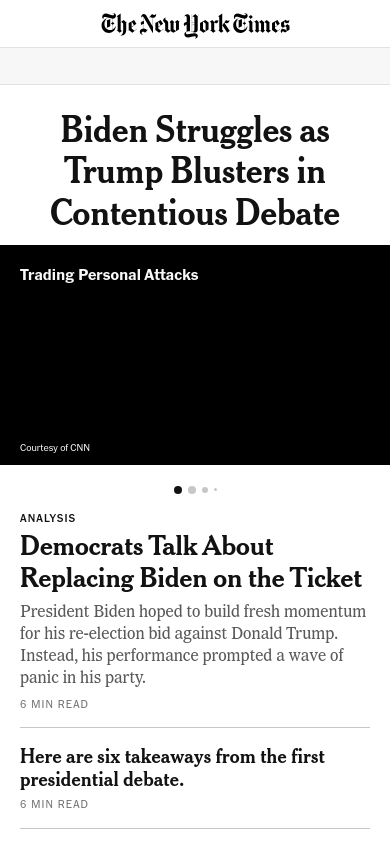 The New York Times
Biden Struggles as
Trump Blusters in
Contentious Debate
Trading Personal Attacks
Courtesy of CNN
ANALYSIS
Democrats Talk About
Replacing Biden on the Ticket
President Biden hoped to build fresh momentum
for his re-election bid against Donald Trump.
Instead, his performance prompted a wave of
panic in his party.
6 MIN READ
Here are six takeaways from the first
presidential debate.
6 MIN READ